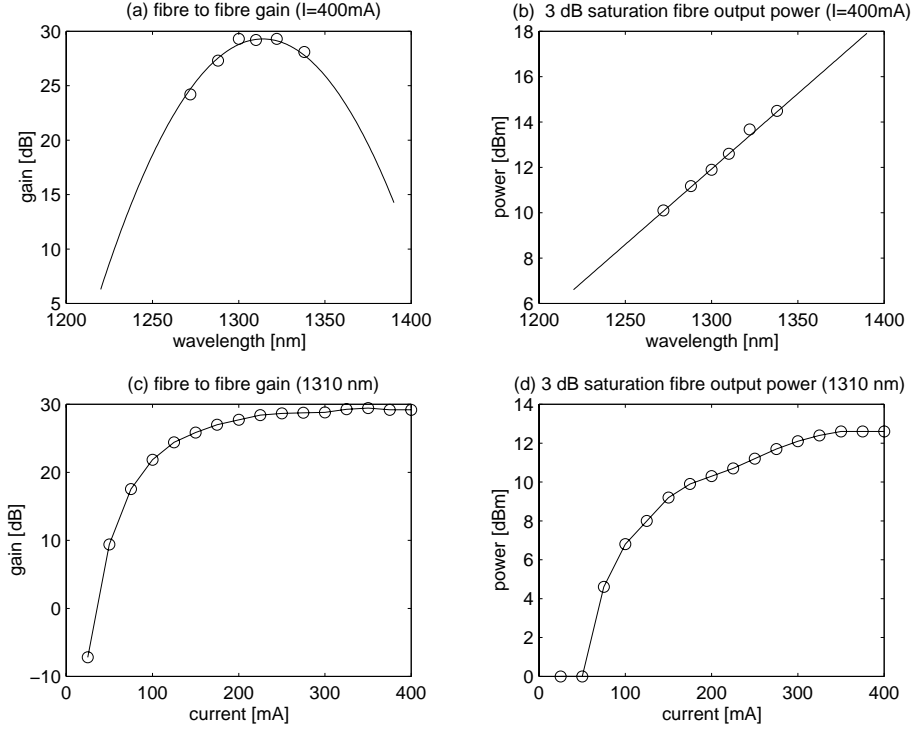 (a) fibre to fibre gain (I=400mA)
30
25
20
15
10
5
gain [dB]
1200 1250 1300 1350 1400
wavelength [nm]
(b) 3 dB saturation fibre output power (I=400mA)
18
16
14
12
10
8
6
power [dBm]
1200 1250 1300 1350 1400
wavelength [nm]
(c) fibre to fibre gain (1310 nm)
30
20
10
0
−10
gain [dB]
0 100 200 300 400
current [mA]
(d) 3 dB saturation fibre output power (1310 nm)
14
12
10
8
6
4
2
0
power [dBm]
0 100 200 300 400
current [mA]